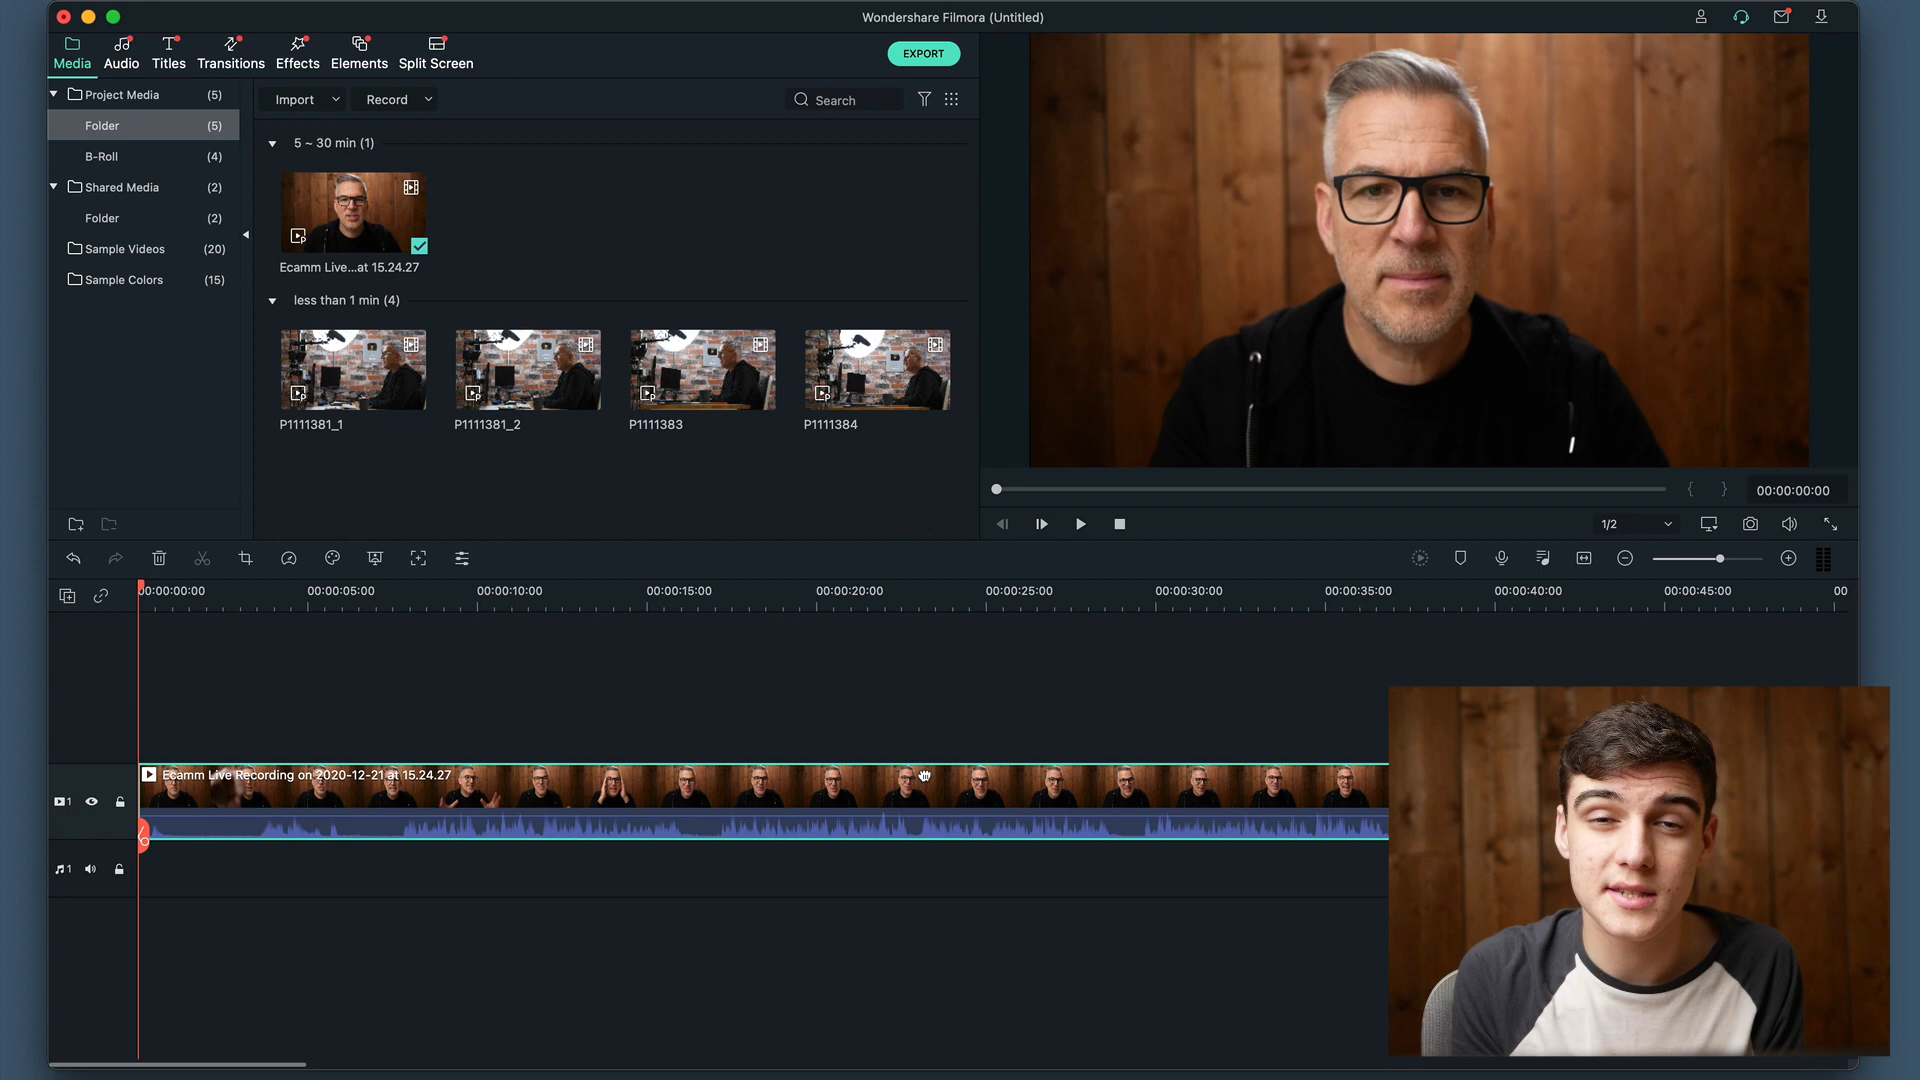 Wondershare Filmora (Untitled)
Media Audio Titles Transitions Effects Elements Split Screen
EXPORT
Project Media (5)
Folder (5)
B-Roll (4)
Shared Media (2)
Folder (2)
Sample Videos (20)
Sample Colors (15)
Import Record Search
5 ~ 30 min (1)
Ecamm Live...at 15.24.27
less than 1 min (4)
P1111381_1 P1111381_2 P1111383 P1111384
{ } 00:00:00:00
1/2
00:00:00:00 00:00:05:00 00:00:10:00 00:00:15:00 00:00:20:00 00:00:25:00 00:00:30:00 00:00:35:00 00:00:40:00 00:00:45:00 00
Ecamm Live Recording on 2020-12-21 at 15.24.27
1
1